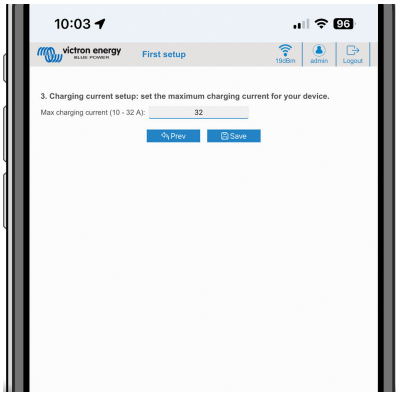 10:03
96
victron energy
BLUE POWER
First setup
19dBm
admin
Logout
3. Charging current setup: set the maximum charging current for your device.
Max charging current (10 - 32 A):
32
Prev
Save